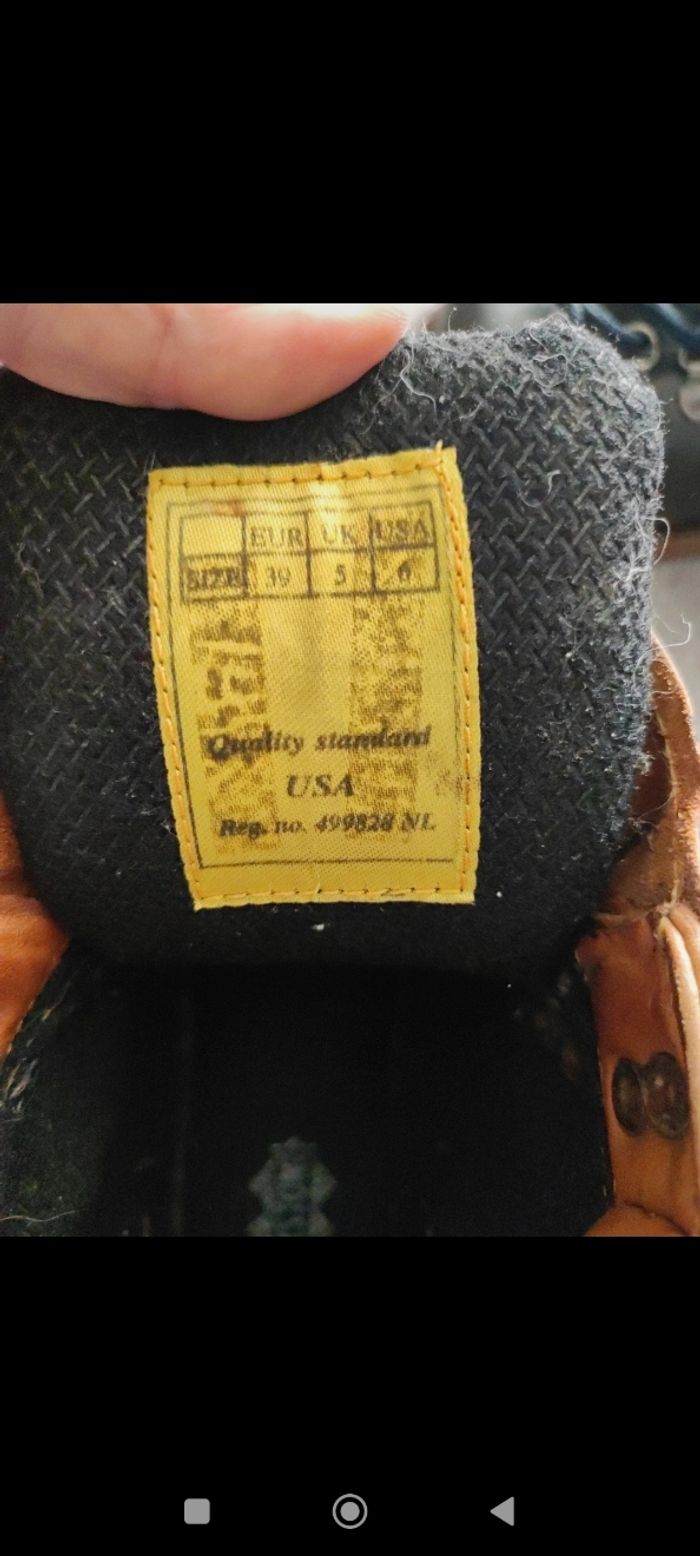 EUR UK USA
SIZE 39 5 6
Quality standard
USA
Reg. no. 499828 NL